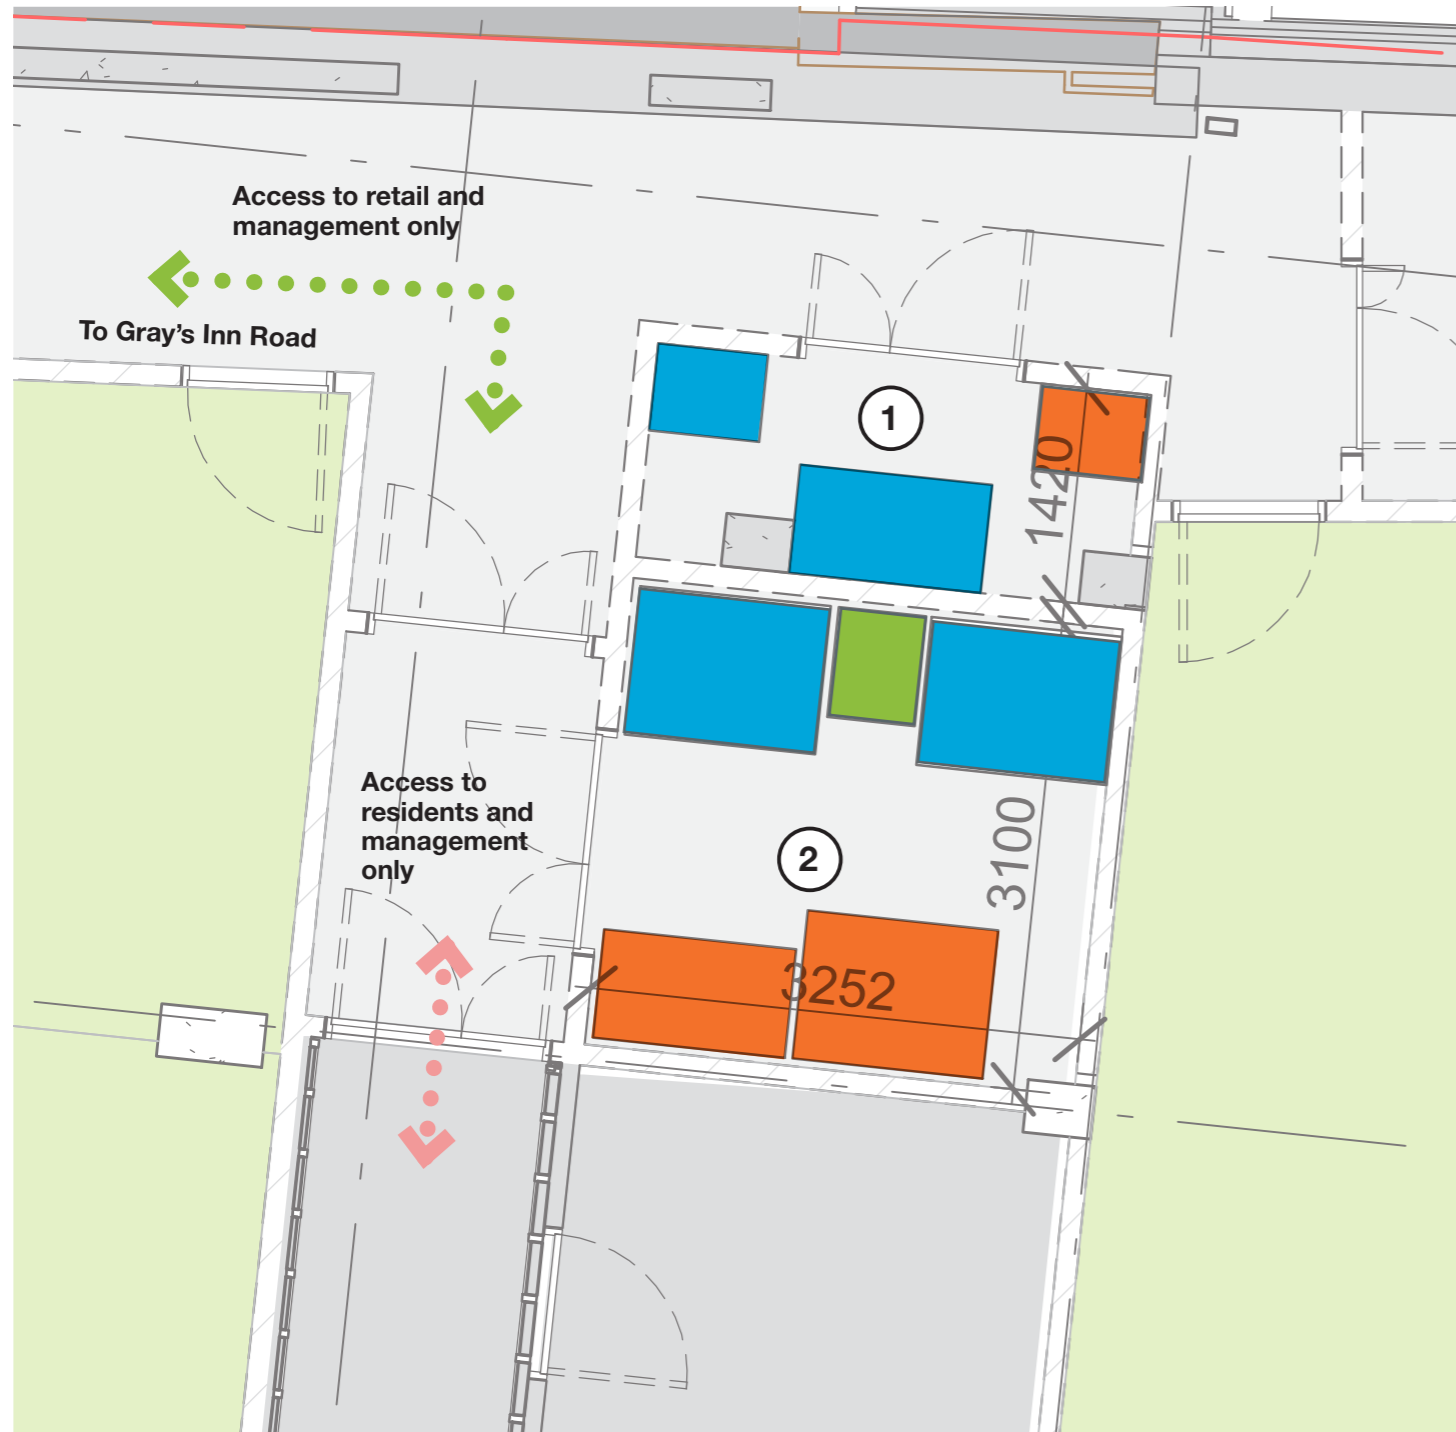 Access to retail and
management only
To Gray's Inn Road
1
1420
Access to
residents and
management
only
2
3100
3252